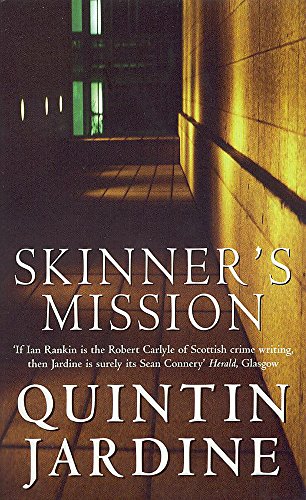 SKINNER'S
MISSION
'If Ian Rankin is the Robert Carlyle of Scottish crime writing,
then Jardine is surely its Sean Connery' Herald, Glasgow
QUINTIN
JARDINE